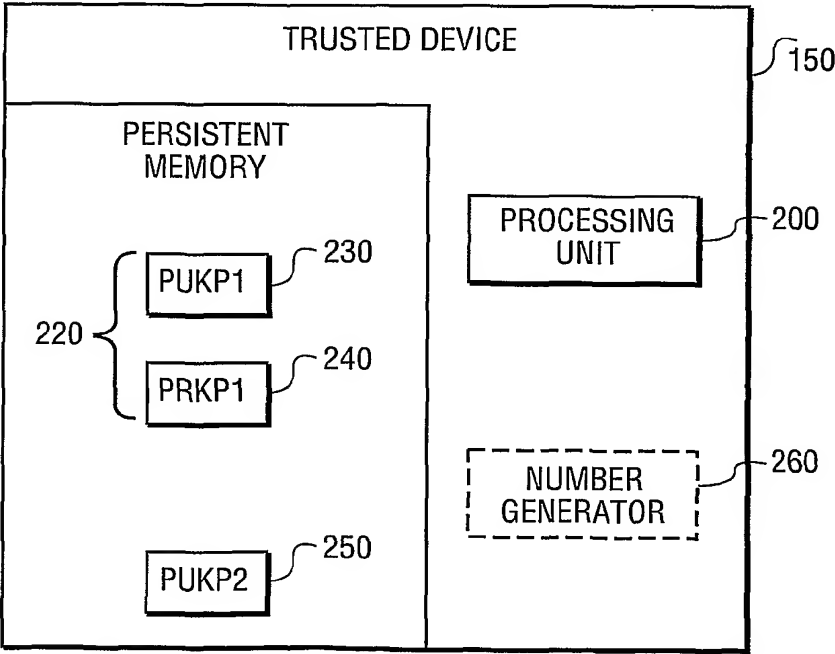 TRUSTED DEVICE
150
PERSISTENT
MEMORY
PROCESSING
UNIT
200
PUKP1
230
220
PRKP1
240
NUMBER
GENERATOR
260
PUKP2
250